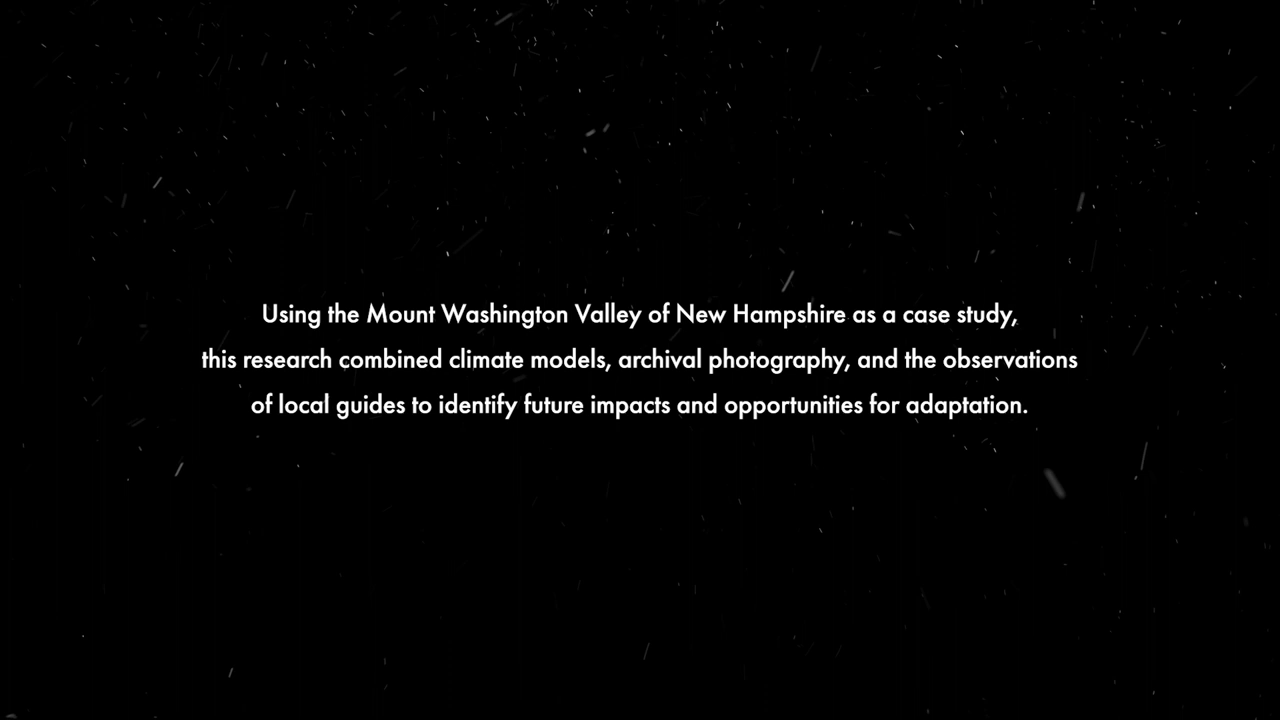 Using the Mount Washington Valley of New Hampshire as a case study,
this research combined climate models, archival photography, and the observations
of local guides to identify future impacts and opportunities for adaptation.